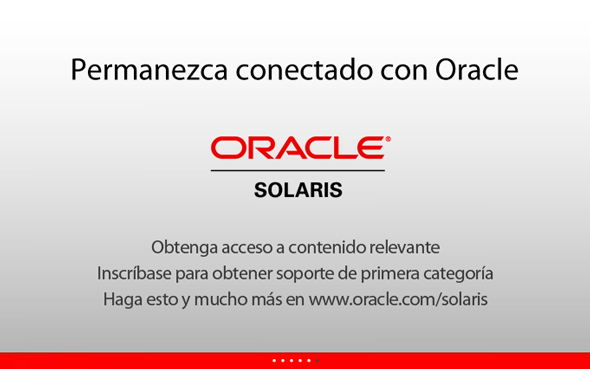 Permanezca conectado con Oracle
ORACLE®
SOLARIS
Obtenga acceso a contenido relevante
Inscríbase para obtener soporte de primera categoría
Haga esto y mucho más en www.oracle.com/solaris